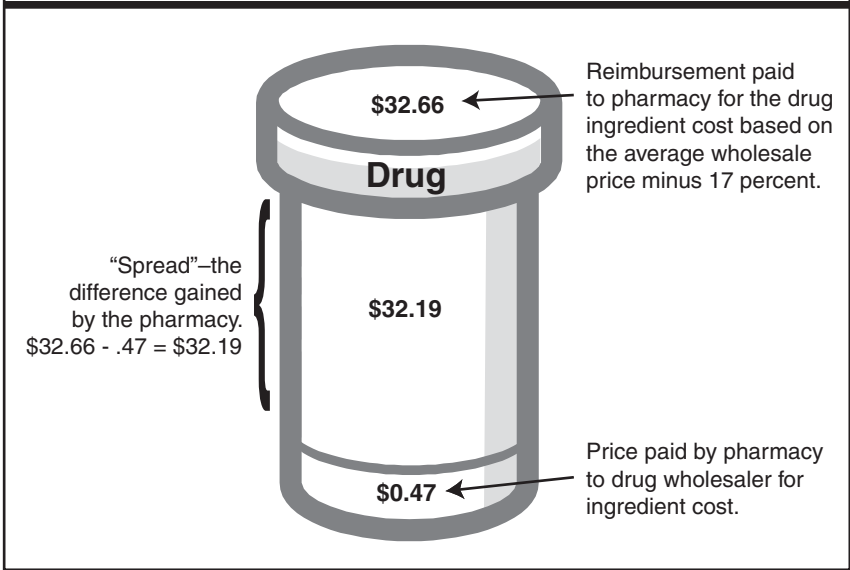 $32.66
Reimbursement paid
to pharmacy for the drug
ingredient cost based on
the average wholesale
price minus 17 percent.
Drug
“Spread”–the
difference gained
by the pharmacy.
$32.66 - .47 = $32.19
$32.19
Price paid by pharmacy
to drug wholesaler for
ingredient cost.
$0.47